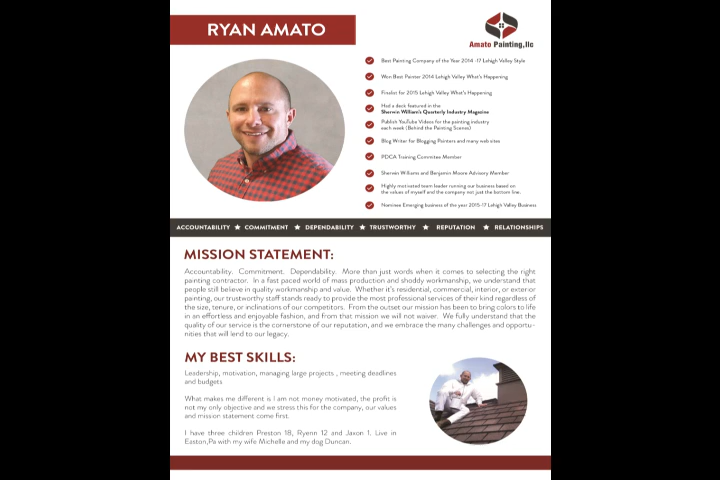 RYAN AMATO
Amato Painting,llc
Best Painting Company of the Year 2014 -17 Lehigh Valley Style
Won Best Painter 2014 Lehigh Valley What's Happening
Finalist for 2015 Lehigh Valley What's Happening
Had a deck featured in the
Sherwin William's Quarterly Industry Magazine
Publish YouTube Videos for the painting industry
each week (Behind the Painting Scenes)
Blog Writer for Blogging Painters and many web sites
PDCA Training Commitee Member
Sherwin Williams and Benjamin Moore Advisory Member
Highly motivated team leader running our business based on
the values of myself and the company not just the bottom line.
Nominee Emerging business of the year 2015-17 Lehigh Valley Business
ACCOUNTABILITY ★ COMMITMENT ★ DEPENDABILITY ★ TRUSTWORTHY ★ REPUTATION ★ RELATIONSHIPS
MISSION STATEMENT:
Accountability. Commitment. Dependability. More than just words when it comes to selecting the right
painting contractor. In a fast paced world of mass production and shoddy workmanship, we understand that
people still believe in quality workmanship and value. Whether it's residential, commercial, interior, or exterior
painting, our trustworthy staff stands ready to provide the most professional services of their kind regardless of
the size, tenure, or inclinations of our competitors. From the outset our mission has been to bring colors to life
in an effortless and enjoyable fashion, and from that mission we will not waiver. We fully understand that the
quality of our service is the cornerstone of our reputation, and we embrace the many challenges and opportu-
nities that will lend to our legacy.
MY BEST SKILLS:
Leadership, motivation, managing large projects , meeting deadlines
and budgets
What makes me different is I am not money motivated, the profit is
not my only objective and we stress this for the company, our values
and mission statement come first.
I have three children Preston 18, Ryenn 12 and Jaxon 1. Live in
Easton,Pa with my wife Michelle and my dog Duncan.